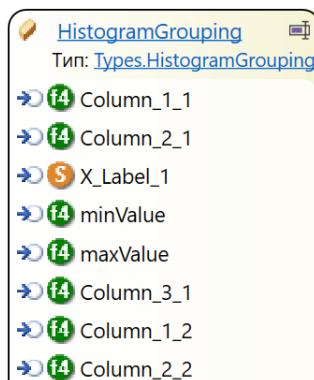 HistogramGrouping
Тип: Types.HistogramGrouping
f4 Column_1_1
f4 Column_2_1
S X_Label_1
f4 minValue
f4 maxValue
f4 Column_3_1
f4 Column_1_2
f4 Column_2_2